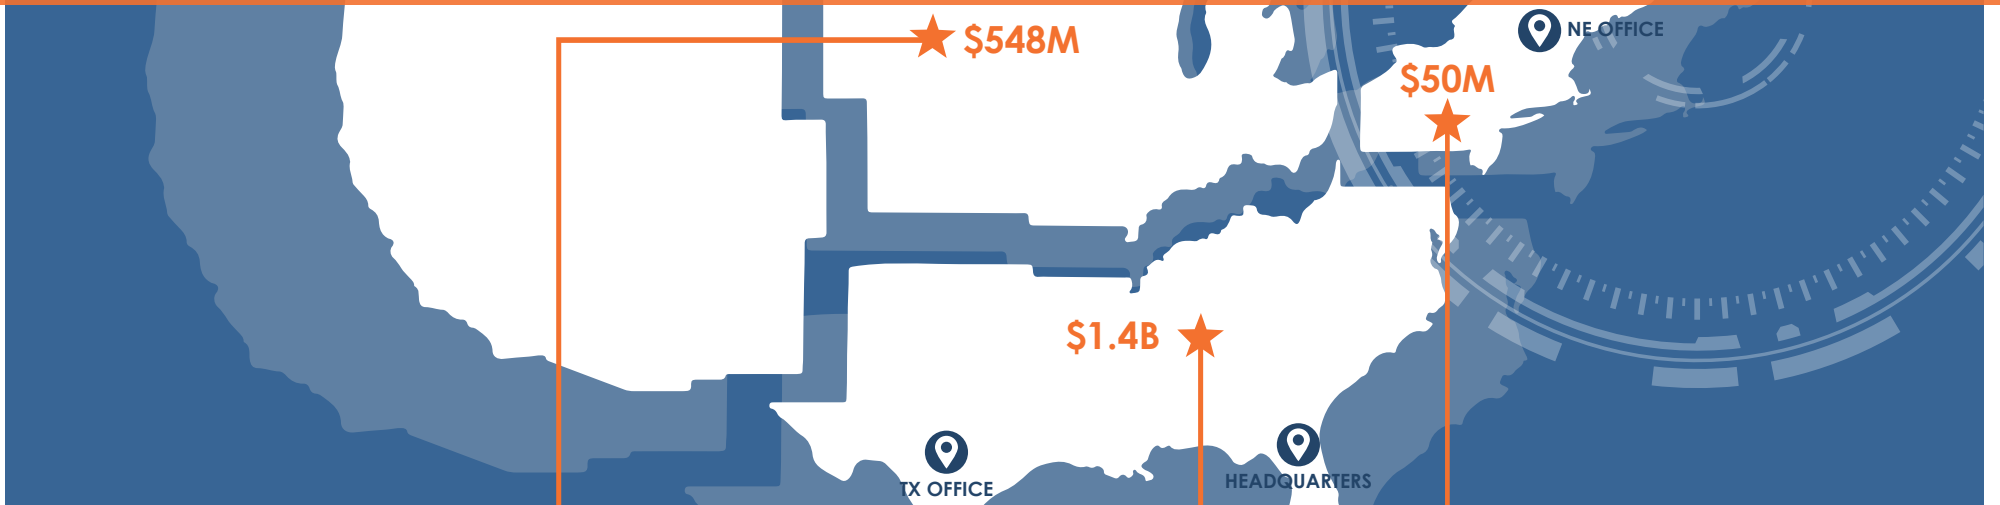 NE OFFICE
$548M
$50M
$1.4B
TX OFFICE
HEADQUARTERS